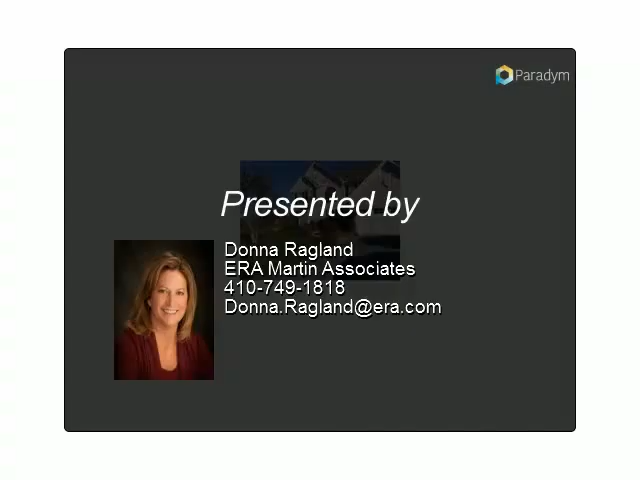 Paradym
Presented by
Donna Ragland
ERA Martin Associates
410-749-1818
Donna.Ragland@era.com